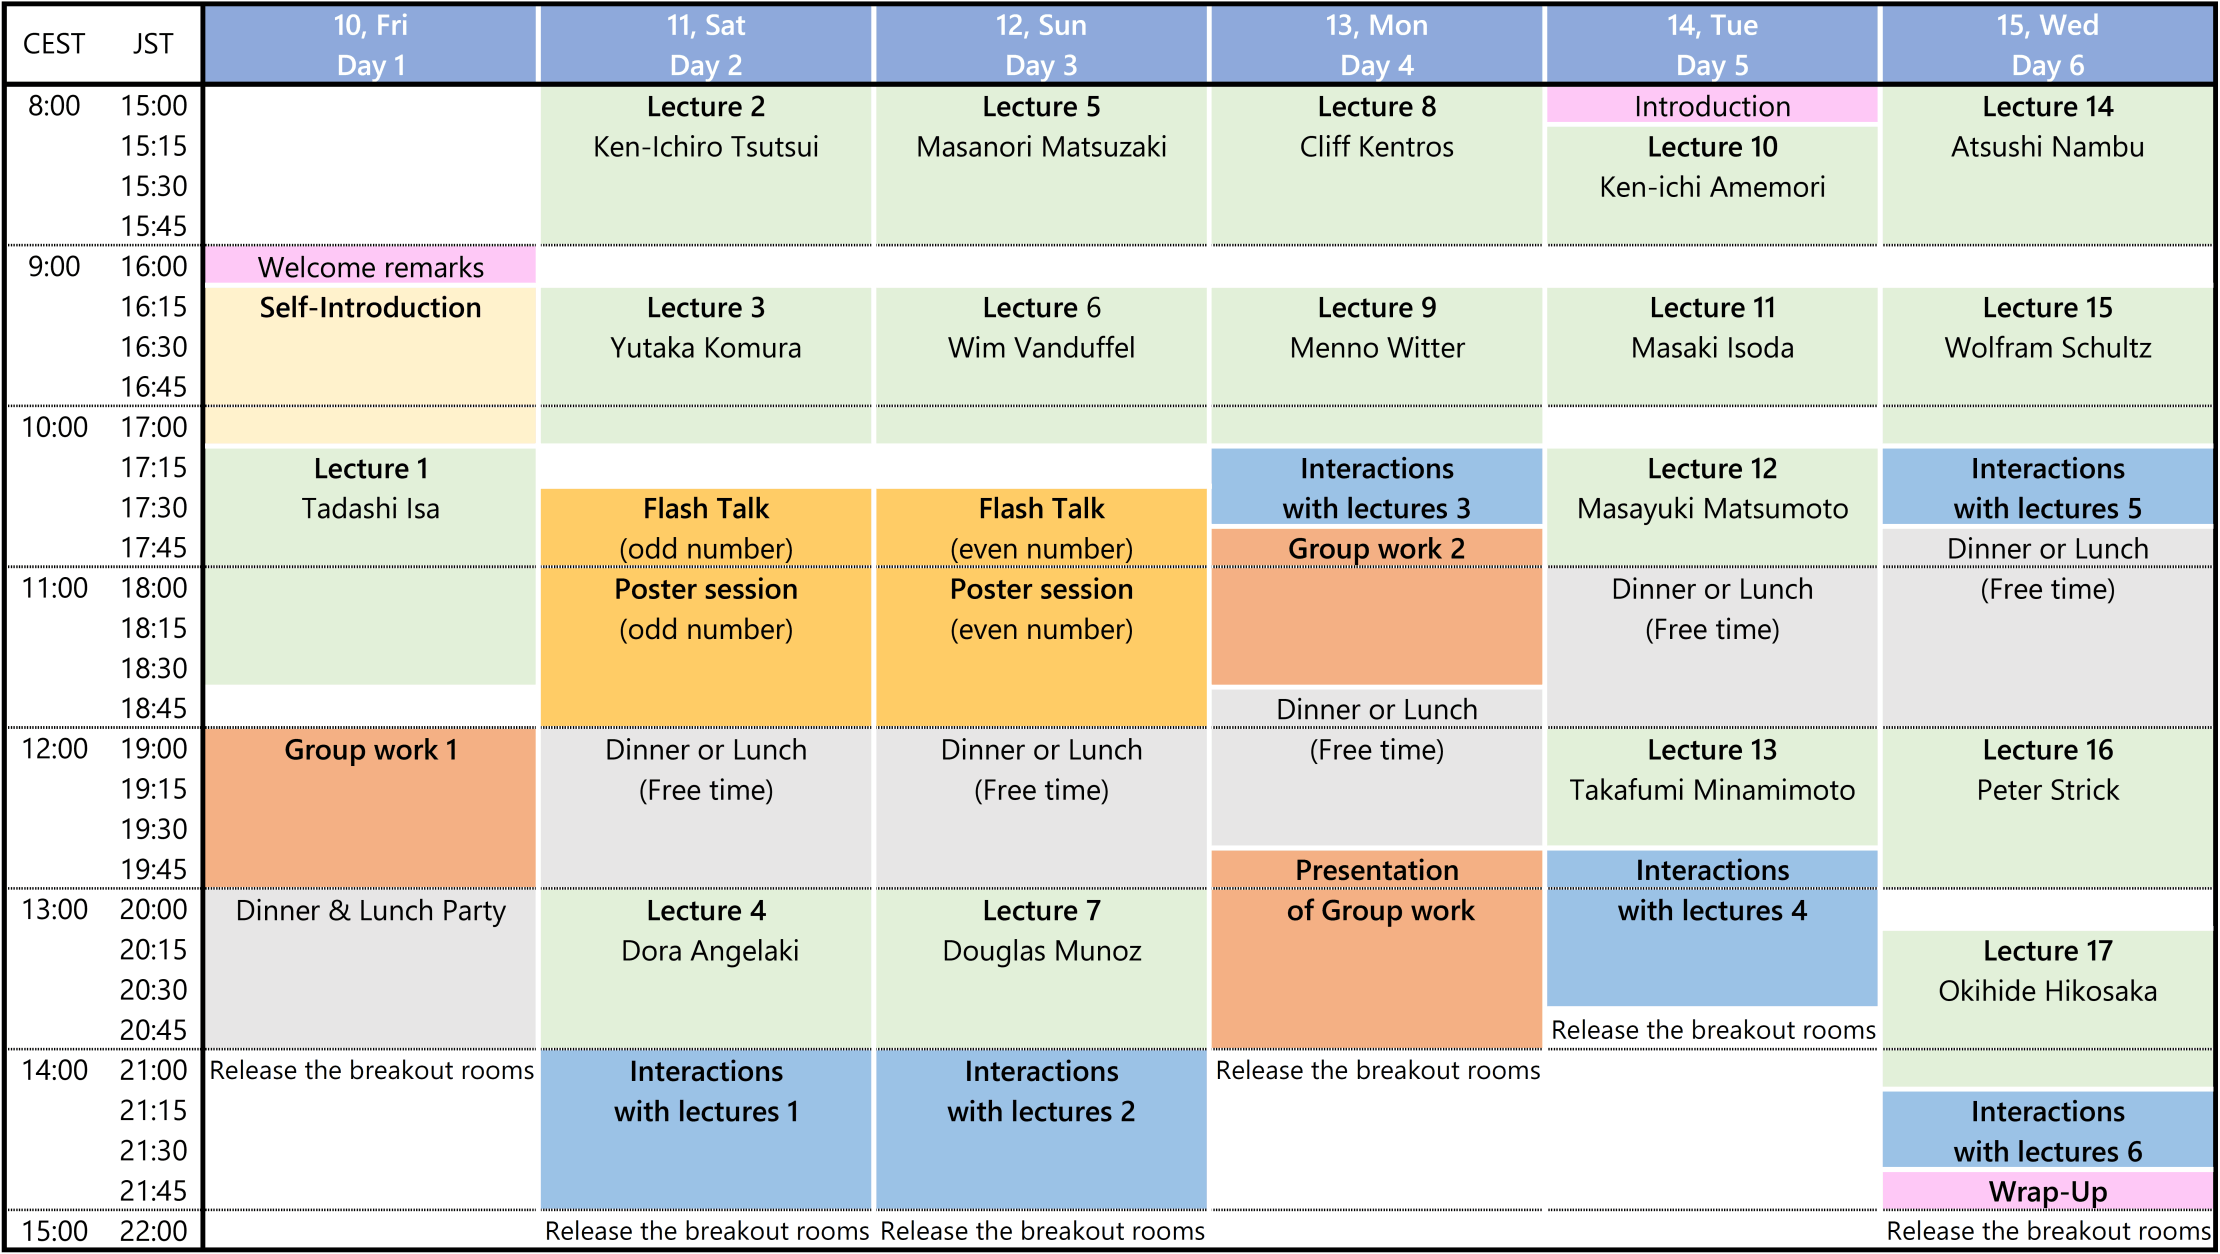 CEST JST 10, Fri 11, Sat 12, Sun 13, Mon 14, Tue 15, Wed
Day 1 Day 2 Day 3 Day 4 Day 5 Day 6
8:00 15:00 Lecture 2 Lecture 5 Lecture 8 Introduction Lecture 14
15:15 Ken-Ichiro Tsutsui Masanori Matsuzaki Cliff Kentros Lecture 10 Atsushi Nambu
15:30 Ken-ichi Amemori
15:45
9:00 16:00 Welcome remarks
16:15 Self-Introduction Lecture 3 Lecture 6 Lecture 9 Lecture 11 Lecture 15
16:30 Yutaka Komura Wim Vanduffel Menno Witter Masaki Isoda Wolfram Schultz
16:45
10:00 17:00
17:15 Lecture 1 Interactions Lecture 12 Interactions
17:30 Tadashi Isa Flash Talk Flash Talk with lectures 3 Masayuki Matsumoto with lectures 5
17:45 (odd number) (even number) Group work 2 Dinner or Lunch
11:00 18:00 Poster session Poster session Dinner or Lunch (Free time)
18:15 (odd number) (even number) (Free time)
18:30
18:45 Dinner or Lunch
12:00 19:00 Group work 1 Dinner or Lunch Dinner or Lunch (Free time) Lecture 13 Lecture 16
19:15 (Free time) (Free time) Takafumi Minamimoto Peter Strick
19:30
19:45 Presentation Interactions
13:00 20:00 Dinner & Lunch Party Lecture 4 Lecture 7 of Group work with lectures 4
20:15 Dora Angelaki Douglas Munoz Lecture 17
20:30 Okihide Hikosaka
20:45 Release the breakout rooms
14:00 21:00 Release the breakout rooms Interactions Interactions Release the breakout rooms
21:15 with lectures 1 with lectures 2 Interactions
21:30 with lectures 6
21:45 Wrap-Up
15:00 22:00 Release the breakout rooms Release the breakout rooms Release the breakout rooms